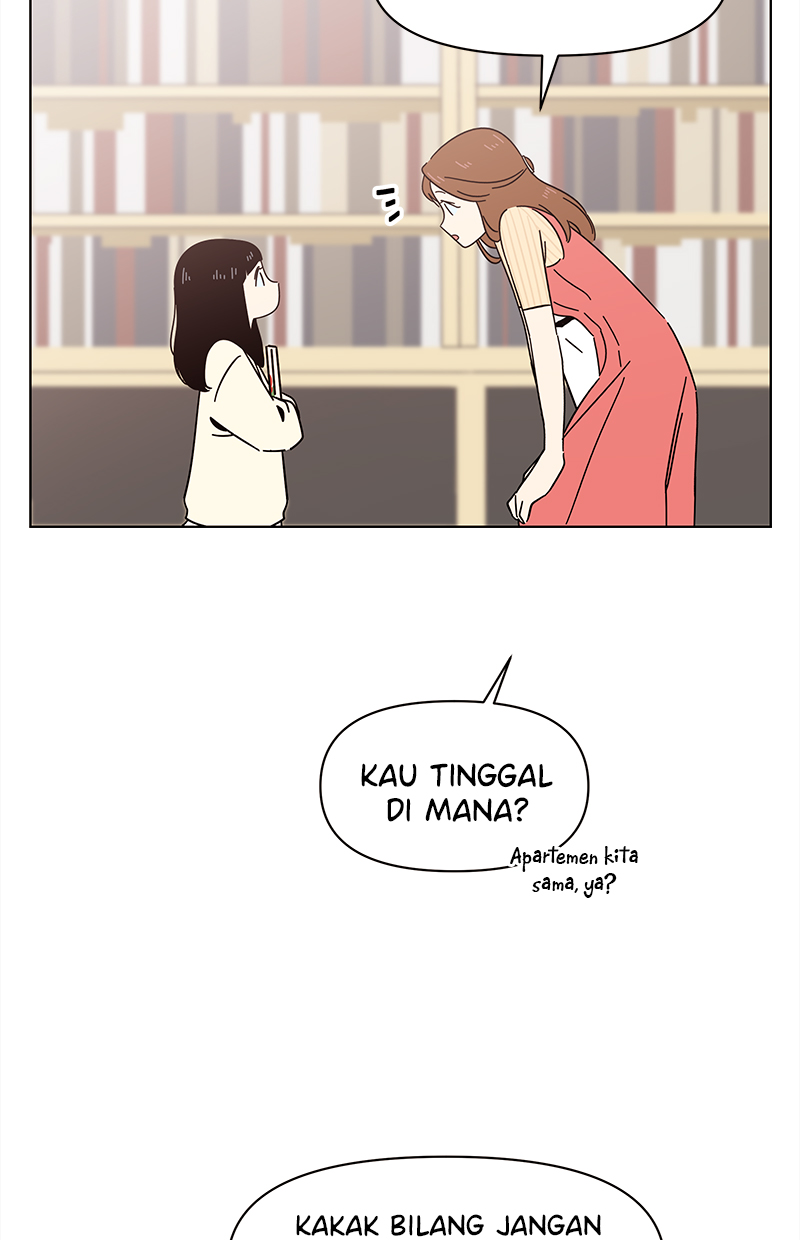 KAU TINGGAL
DI MANA?
Apartemen kita
sama, ya?
KAKAK BILANG JANGAN